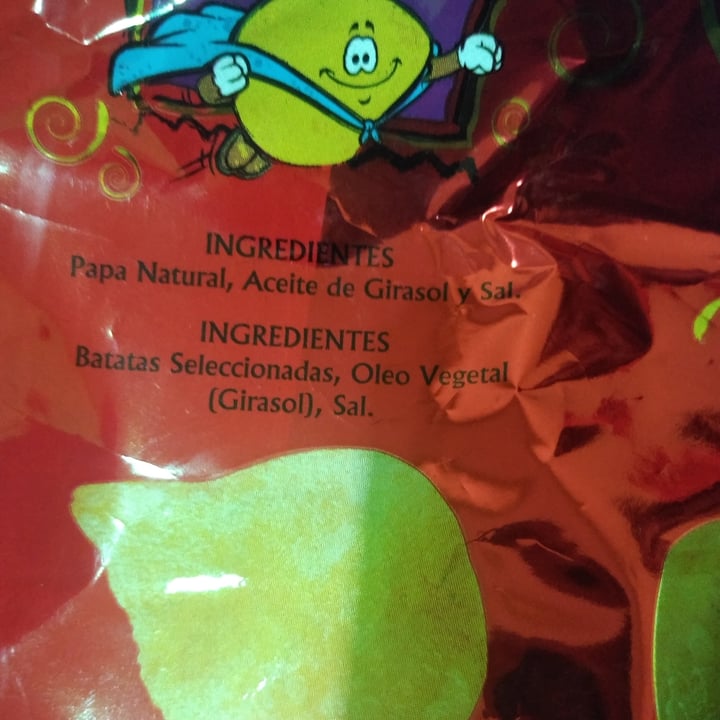 INGREDIENTES
Papa Natural, Aceite de Girasol y Sal.
INGREDIENTES
Batatas Seleccionadas, Oleo Vegetal
(Girasol), Sal.